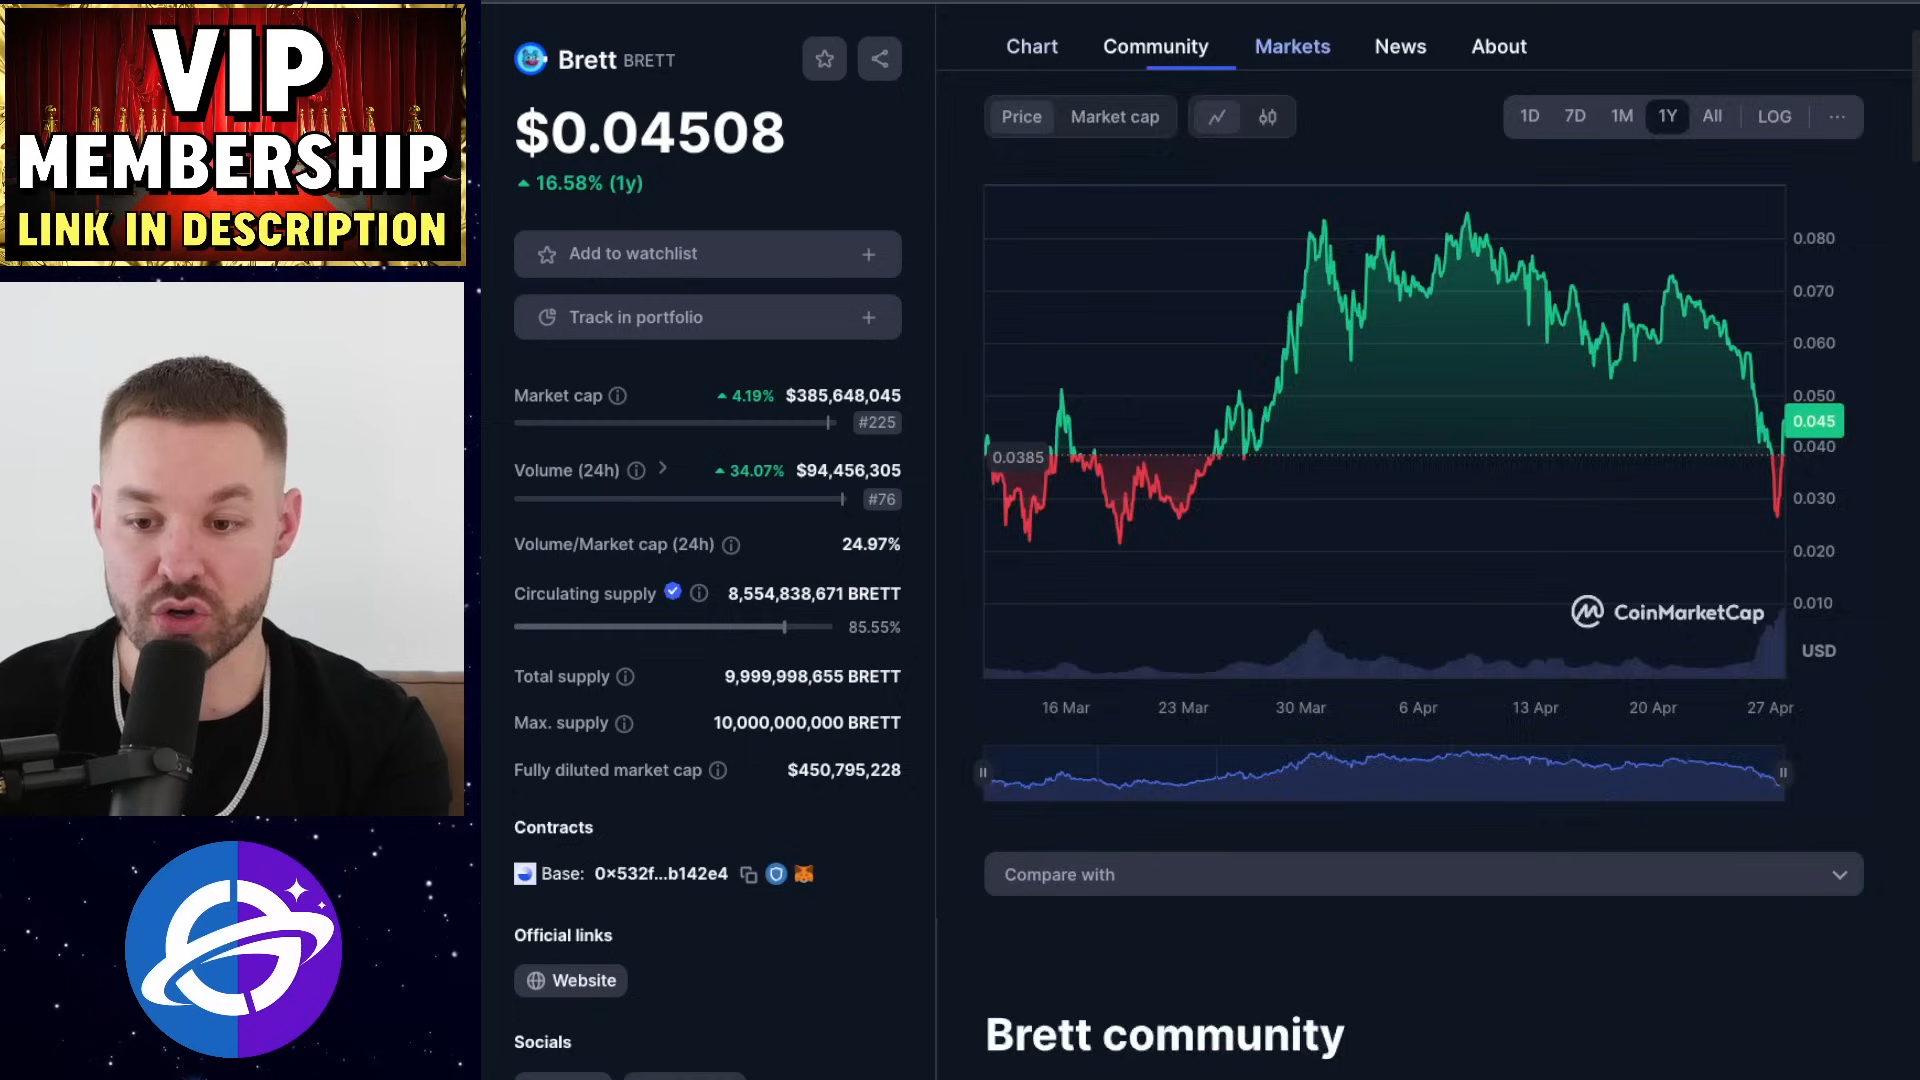 VIP
MEMBERSHIP
LINK IN DESCRIPTION
Brett BRETT
$0.04508
16.58% (1y)
Add to watchlist
Track in portfolio
Market cap 4.19% $385,648,045
#225
Volume (24h) 34.07% $94,456,305
#76
Volume/Market cap (24h) 24.97%
Circulating supply 8,554,838,671 BRETT
85.55%
Total supply 9,999,998,655 BRETT
Max. supply 10,000,000,000 BRETT
Fully diluted market cap $450,795,228
Contracts
Base: 0x532f...b142e4
Official links
Website
Socials
Chart Community Markets News About
Price Market cap
1D 7D 1M 1Y All LOG ...
0.080
0.070
0.060
0.050
0.045
0.040
0.0385
0.030
0.020
0.010
CoinMarketCap
USD
16 Mar 23 Mar 30 Mar 6 Apr 13 Apr 20 Apr 27 Apr
Compare with
Brett community